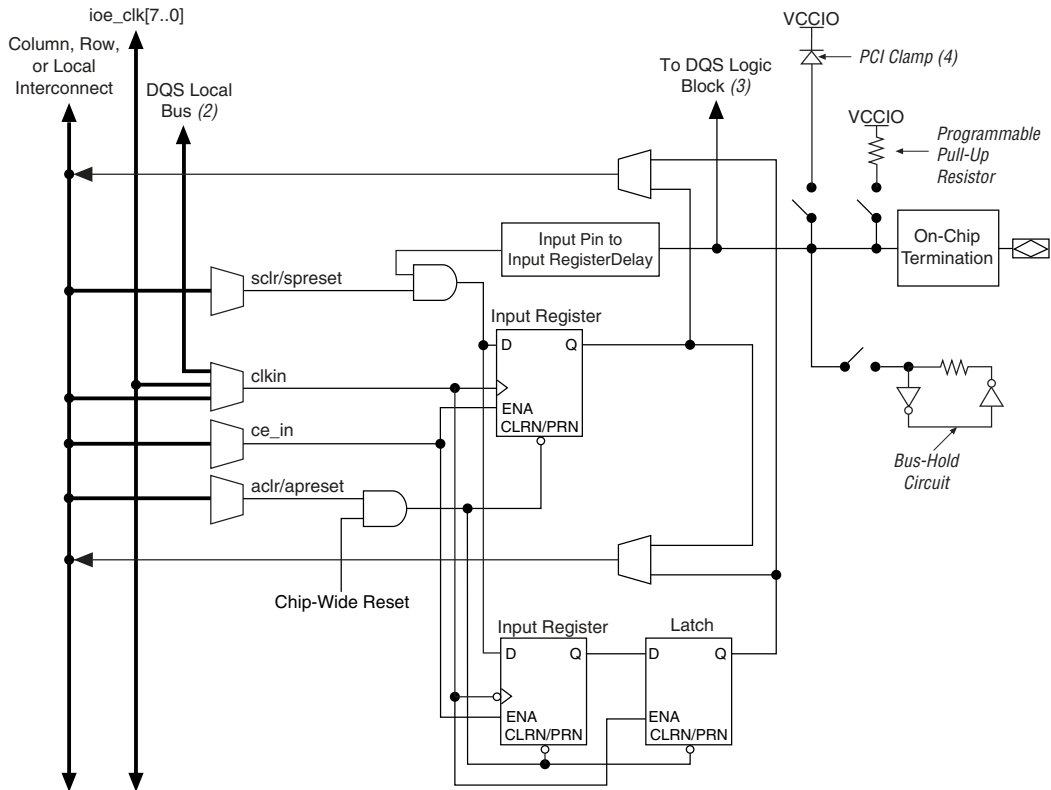 ioe_clk[7..0]
Column, Row,
or Local
Interconnect
DQS Local
Bus (2)
To DQS Logic
Block (3)
VCCIO
PCI Clamp (4)
VCCIO
Programmable
Pull-Up
Resistor
Input Pin to
Input RegisterDelay
On-Chip
Termination
sclr/spreset
Input Register
D
Q
clkin
ENA
CLRN/PRN
ce_in
aclr/apreset
Bus-Hold
Circuit
Chip-Wide Reset
Input Register
D
Q
ENA
CLRN/PRN
Latch
D
Q
ENA
CLRN/PRN